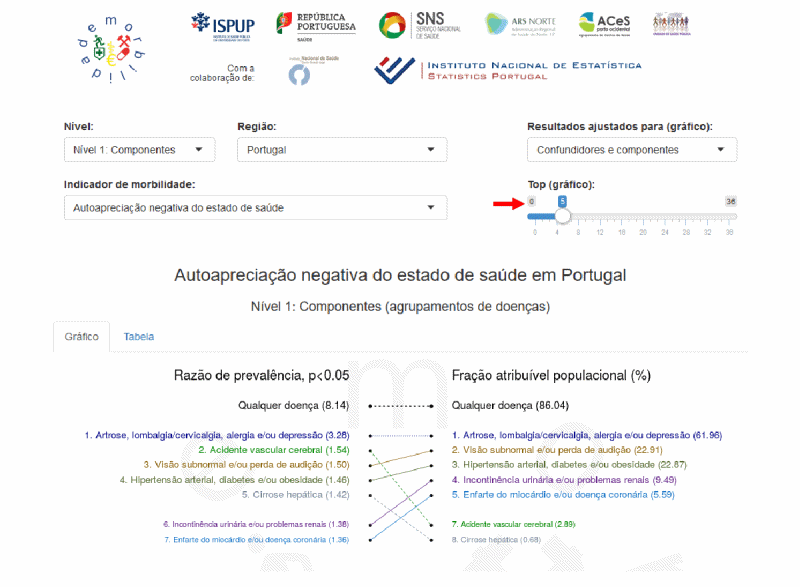 demorbilidade
ISPUP
REPÚBLICA
PORTUGUESA
SAÚDE
SNS
SERVIÇO NACIONAL
DE SAÚDE
ARS NORTE
ACeS
porto ocidental
Com a
colaboração de:
INSTITUTO NACIONAL DE ESTATÍSTICA
STATISTICS PORTUGAL
Nível:
Região:
Resultados ajustados para (gráfico):
Nível 1: Componentes
Portugal
Confundidores e componentes
Indicador de morbilidade:
Top (gráfico):
Autoapreciação negativa do estado de saúde
0 5 36
0 4 8 12 16 20 24 28 32 36
Autoapreciação negativa do estado de saúde em Portugal
Nível 1: Componentes (agrupamentos de doenças)
Gráfico Tabela
Razão de prevalência, p<0.05
Fração atribuível populacional (%)
Qualquer doença (8.14)
Qualquer doença (86.04)
1. Artrose, lombalgia/cervicalgia, alergia e/ou depressão (3.28)
1. Artrose, lombalgia/cervicalgia, alergia e/ou depressão (61.96)
2. Acidente vascular cerebral (1.54)
2. Visão subnormal e/ou perda de audição (22.91)
3. Visão subnormal e/ou perda de audição (1.50)
3. Hipertensão arterial, diabetes e/ou obesidade (22.87)
4. Hipertensão arterial, diabetes e/ou obesidade (1.46)
4. Incontinência urinária e/ou problemas renais (9.49)
5. Cirrose hepática (1.42)
5. Enfarte do miocárdio e/ou doença coronária (5.59)
6. Incontinência urinária e/ou problemas renais (1.38)
7. Acidente vascular cerebral (2.89)
7. Enfarte do miocárdio e/ou doença coronária (1.36)
8. Cirrose hepática (0.68)